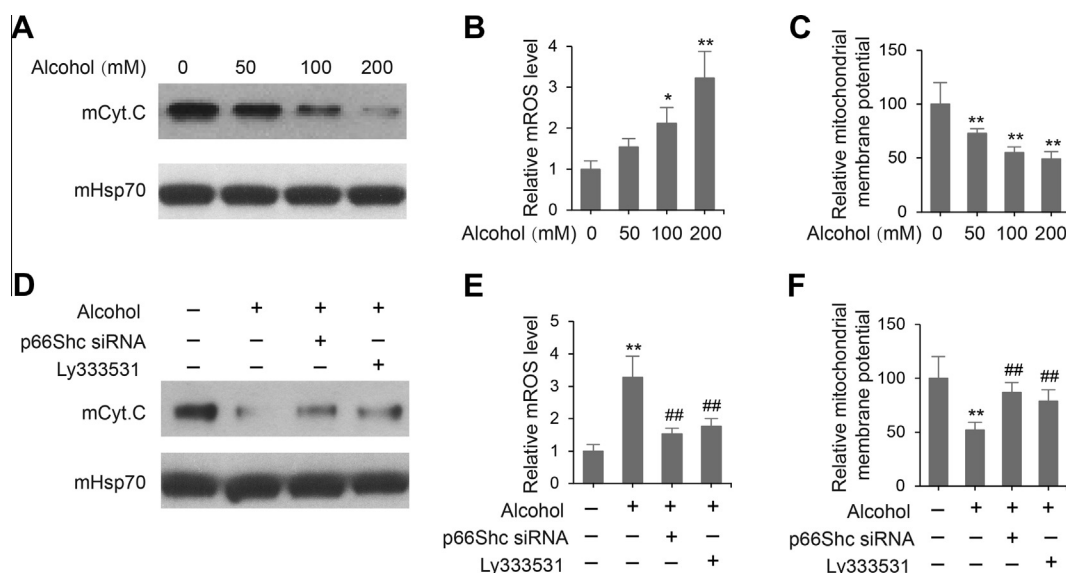 A
Alcohol (mM) 0 50 100 200
mCyt.C
mHsp70
B
Relative mROS level
5
4
3
2
1
0
*
**
Alcohol (mM) 0 50 100 200
C
Relative mitochondrial
membrane potential
150
100
50
0
** ** **
Alcohol (mM) 0 50 100 200
D
Alcohol − + + +
p66Shc siRNA − − + −
Ly333531 − − − +
mCyt.C
mHsp70
E
Relative mROS level
5
4
3
2
1
0
** ## ##
Alcohol − + + +
p66Shc siRNA − − + −
Ly333531 − − − +
F
Relative mitochondrial
membrane potential
150
100
50
0
** ## ##
Alcohol − + + +
p66Shc siRNA − − + −
Ly333531 − − − +